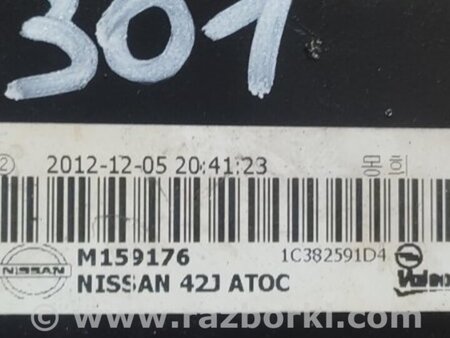 301
② 2012-12-05 20:41:23 몽희
M159176 1C382591D4
NISSAN NISSAN 42J ATOC Valeo
www.razborki.com